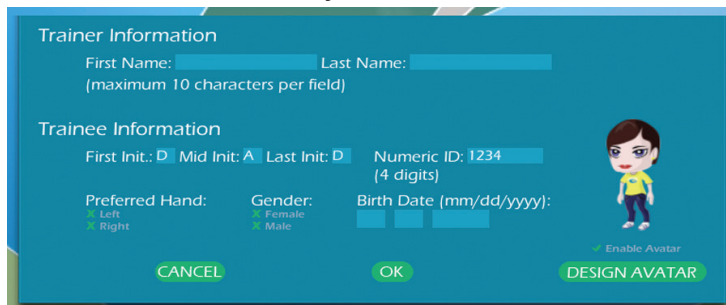 Trainer Information
First Name: Last Name:
(maximum 10 characters per field)
Trainee Information
First Init.: D Mid Init: A Last Init: D Numeric ID: 1234
(4 digits)
Preferred Hand: Gender: Birth Date (mm/dd/yyyy):
X Left X Female
X Right X Male
✓ Enable Avatar
CANCEL OK DESIGN AVATAR